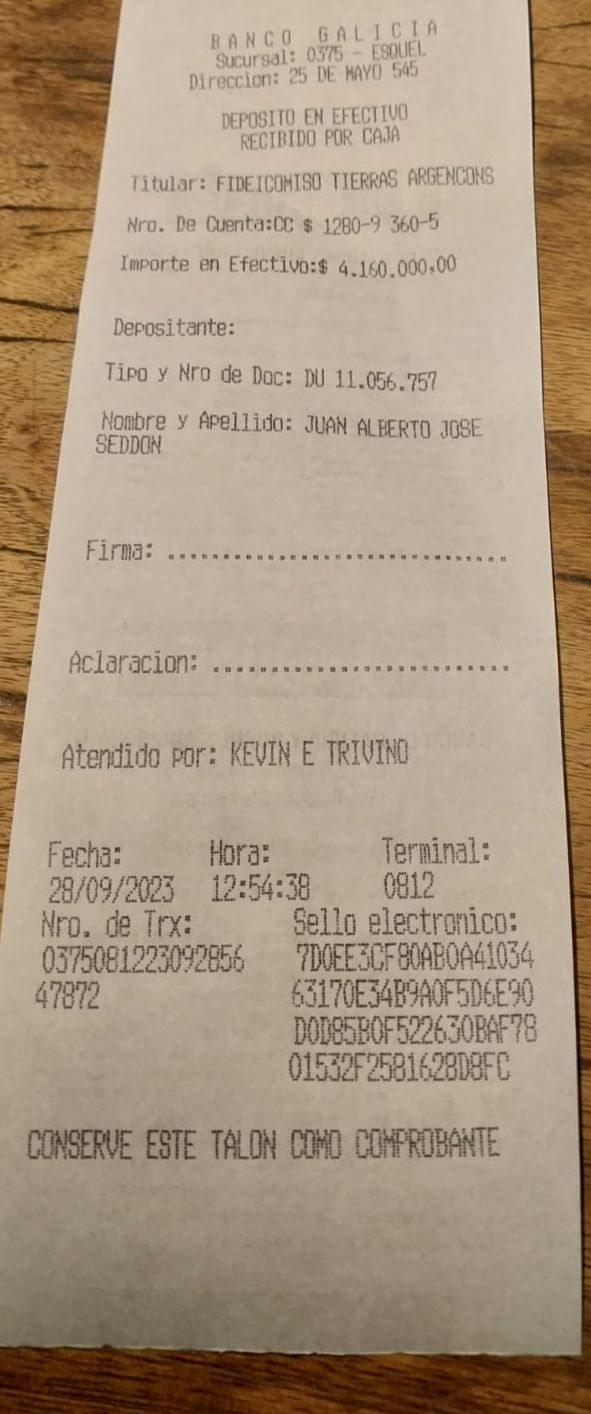 BANCO GALICIA
Sucursal: 0375 - ESQUEL
Direccion: 25 DE MAYO 545
DEPOSITO EN EFECTIVO
RECIBIDO POR CAJA
Titular: FIDEICOMISO TIERRAS ARGENCONS
Nro. De Cuenta:CC $ 1280-9 360-5
Importe en Efectivo:$ 4.160.000,00
Depositante:
Tipo y Nro de Doc: DU 11.056.757
Nombre y Apellido: JUAN ALBERTO JOSE
SEDDON
Firma: ................................
Aclaracion: ............................
Atendido por: KEVIN E TRIVINO
Fecha: Hora: Terminal:
28/09/2023 12:54:38 0812
Nro. de Trx: Sello electronico:
0375081223092856 7D0EE3CF80AB0A41034
47872 63170E34B9A0F5D6E90
D0D85B0F522630BAF78
01532F2581628D8FC
CONSERVE ESTE TALON COMO COMPROBANTE